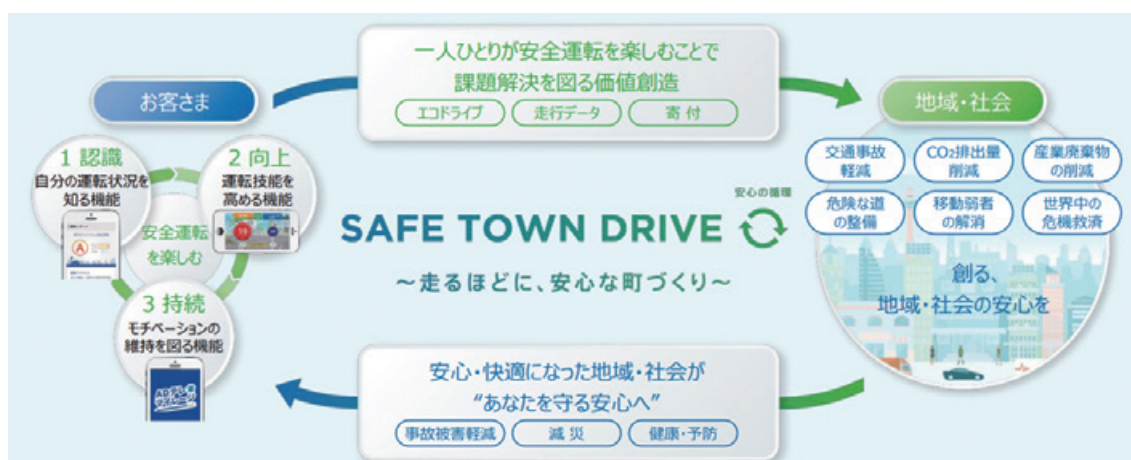 一人ひとりが安全運転を楽しむことで
課題解決を図る価値創造
エコドライブ
走行データ
寄付
お客さま
1 認識
自分の運転状況を
知る機能
2 向上
運転技能を
高める機能
安全運転
を楽しむ
3 持続
モチベーションの
維持を図る機能
安心の循環
SAFE TOWN DRIVE
～走るほどに、安心な町づくり～
地域・社会
交通事故
軽減
CO2排出量
削減
産業廃棄物
の削減
危険な道
の整備
移動弱者
の解消
世界中の
危機救済
創る、
地域・社会の安心を
安心・快適になった地域・社会が
“あなたを守る安心へ”
事故被害軽減
減災
健康・予防